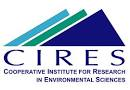 CIRES
COOPERATIVE INSTITUTE FOR RESEARCH
IN ENVIRONMENTAL SCIENCES